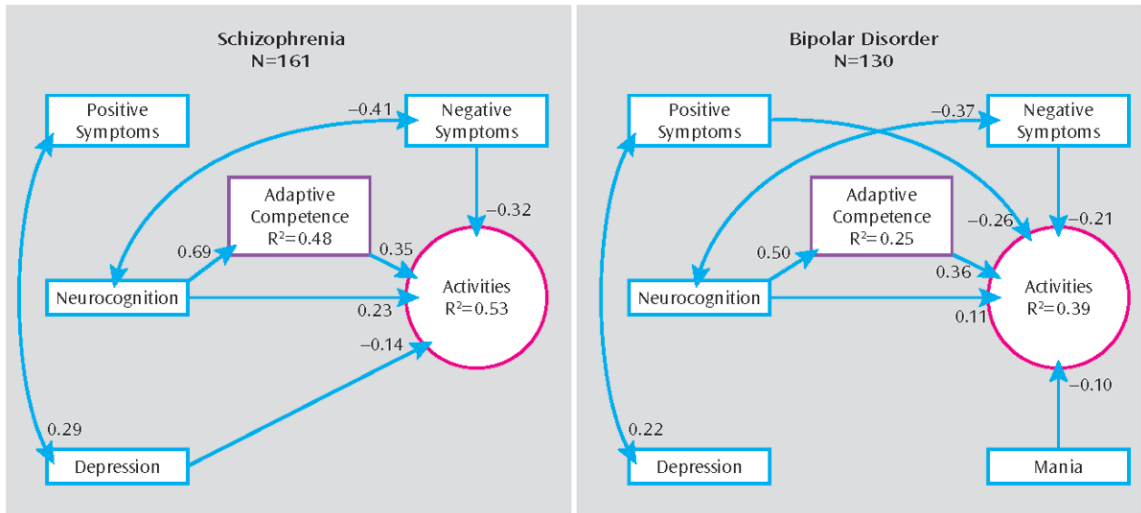 Schizophrenia
N=161
Positive
Symptoms
−0.41
Negative
Symptoms
Adaptive
Competence
R²=0.48
−0.32
0.69
0.35
Neurocognition
0.23
Activities
R²=0.53
−0.14
0.29
Depression
Bipolar Disorder
N=130
Positive
Symptoms
−0.37
Negative
Symptoms
Adaptive
Competence
R²=0.25
−0.26
−0.21
0.50
0.36
Neurocognition
0.11
Activities
R²=0.39
−0.10
0.22
Depression
Mania